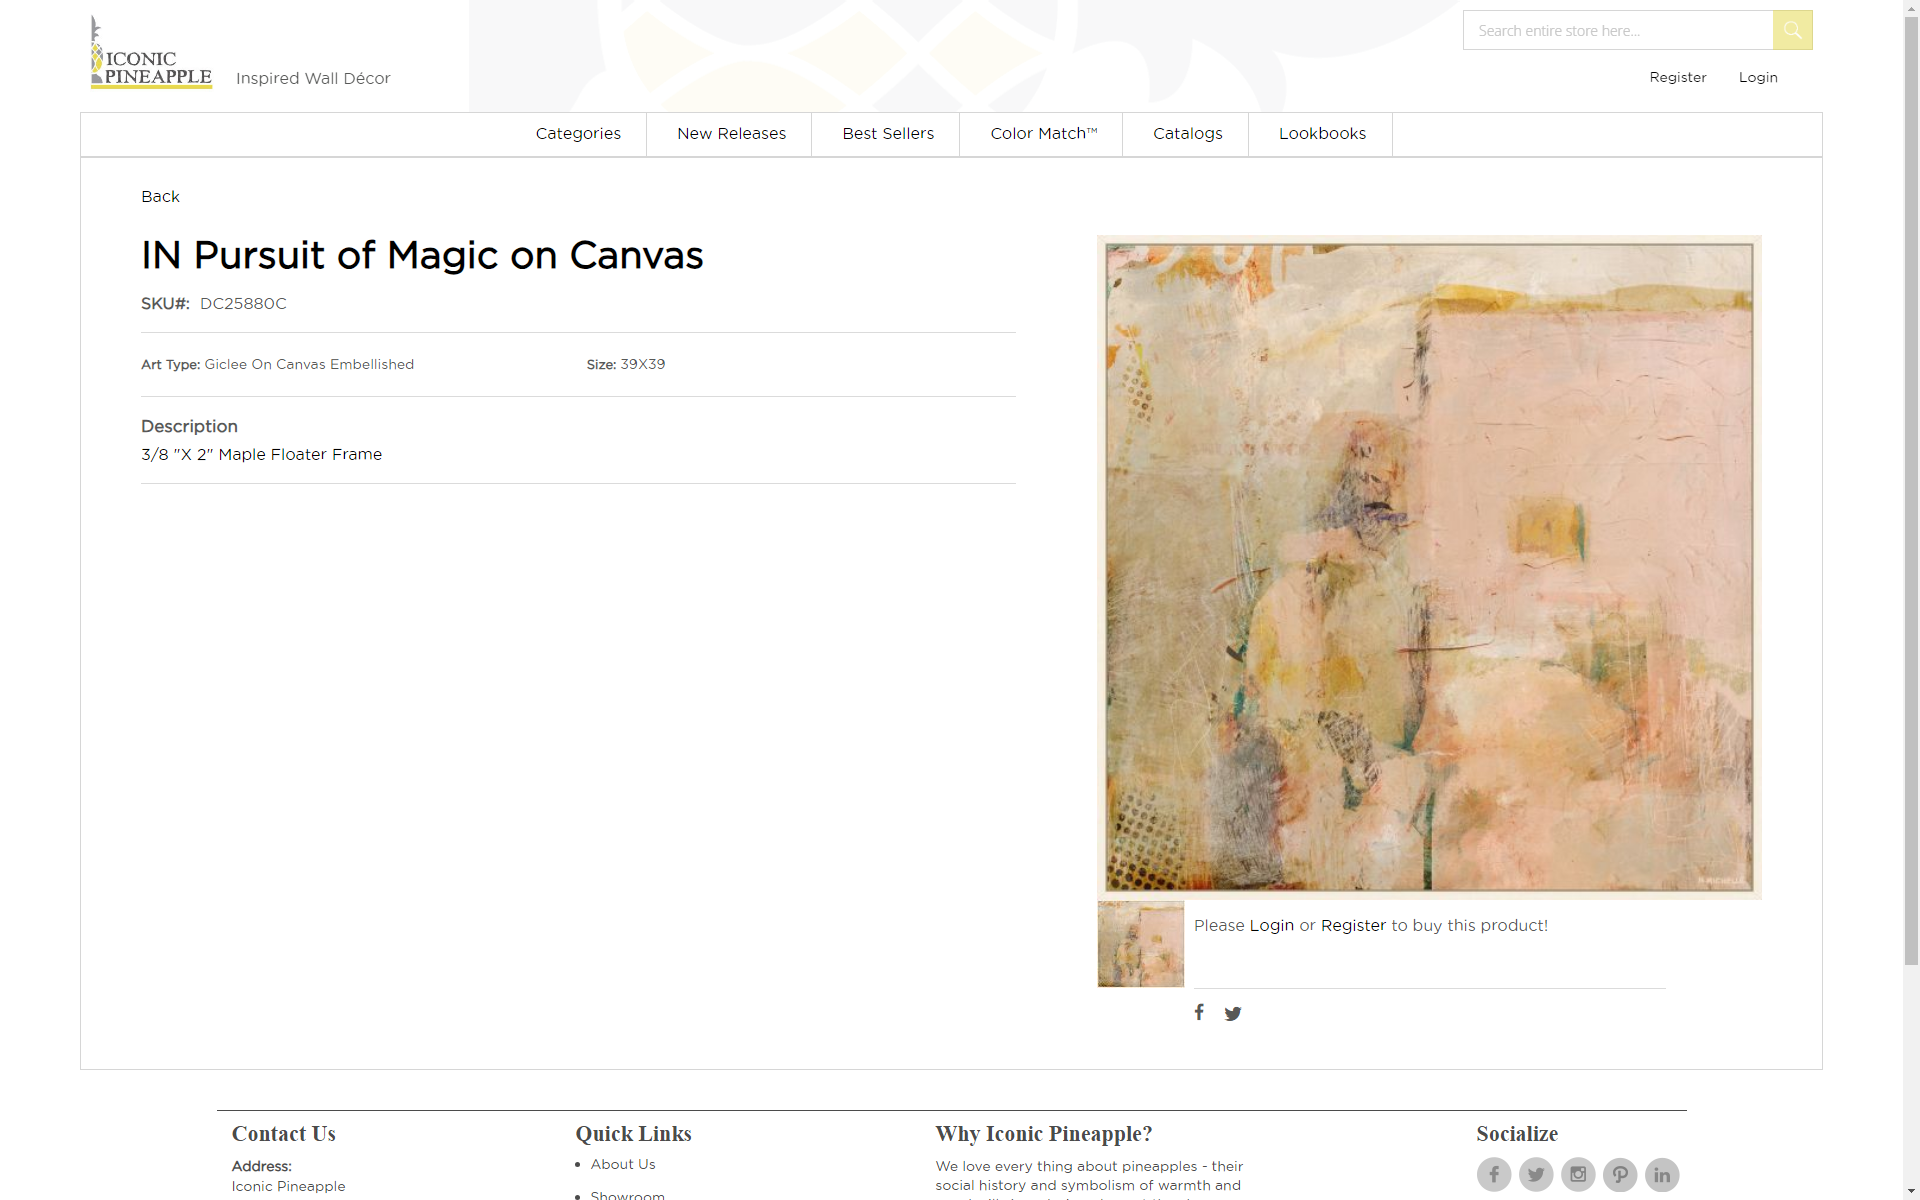 ICONIC
PINEAPPLE
Inspired Wall Décor
Search entire store here...
Register
Login
Categories
New Releases
Best Sellers
Color Match™
Catalogs
Lookbooks
Back
IN Pursuit of Magic on Canvas
SKU#: DC25880C
Art Type: Giclee On Canvas Embellished
Size: 39X39
Description
3/8 "X 2" Maple Floater Frame
Please Login or Register to buy this product!
Contact Us
Address:
Iconic Pineapple
Quick Links
• About Us
• Showroom
Why Iconic Pineapple?
We love every thing about pineapples - their
social history and symbolism of warmth and
Socialize